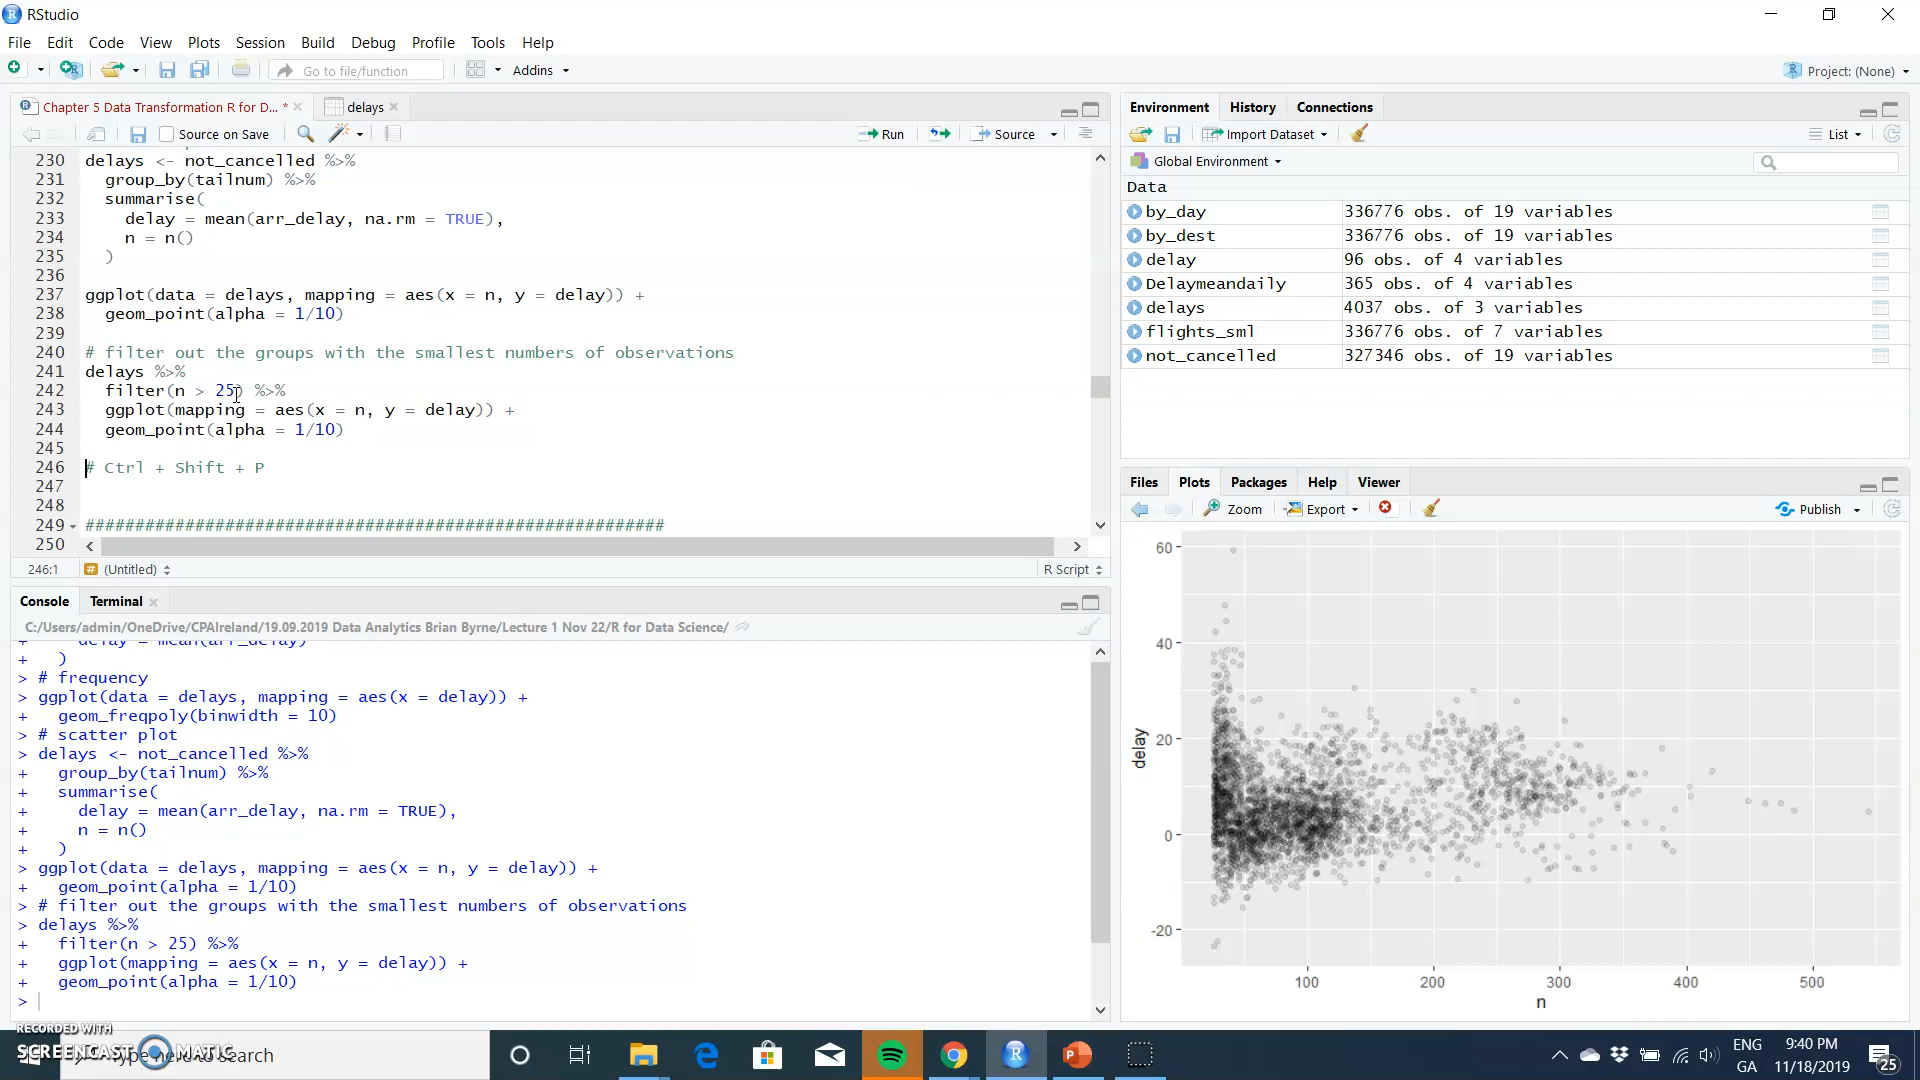 RStudio
File Edit Code View Plots Session Build Debug Profile Tools Help
Go to file/function Addins Project: (None)
Chapter 5 Data Transformation R for D... * delays
Source on Save Run Source
230 delays <- not_cancelled %>%
231 group_by(tailnum) %>%
232 summarise(
233 delay = mean(arr_delay, na.rm = TRUE),
234 n = n()
235 )
236
237 ggplot(data = delays, mapping = aes(x = n, y = delay)) +
238 geom_point(alpha = 1/10)
239
240 # filter out the groups with the smallest numbers of observations
241 delays %>%
242 filter(n > 25) %>%
243 ggplot(mapping = aes(x = n, y = delay)) +
244 geom_point(alpha = 1/10)
245
246 # Ctrl + Shift + P
247
248
249 ##########################################################
250
246:1 # (Untitled) R Script
Console Terminal
C:/Users/admin/OneDrive/CPAIreland/19.09.2019 Data Analytics Brian Byrne/Lecture 1 Nov 22/R for Data Science/
+ delay = mean(arr_delay)
+ )
> # frequency
> ggplot(data = delays, mapping = aes(x = delay)) +
+ geom_freqpoly(binwidth = 10)
> # scatter plot
> delays <- not_cancelled %>%
+ group_by(tailnum) %>%
+ summarise(
+ delay = mean(arr_delay, na.rm = TRUE),
+ n = n()
+ )
> ggplot(data = delays, mapping = aes(x = n, y = delay)) +
+ geom_point(alpha = 1/10)
> # filter out the groups with the smallest numbers of observations
> delays %>%
+ filter(n > 25) %>%
+ ggplot(mapping = aes(x = n, y = delay)) +
+ geom_point(alpha = 1/10)
>
Environment History Connections
Import Dataset List
Global Environment
Data
by_day 336776 obs. of 19 variables
by_dest 336776 obs. of 19 variables
delay 96 obs. of 4 variables
Delaymeandaily 365 obs. of 4 variables
delays 4037 obs. of 3 variables
flights_sml 336776 obs. of 7 variables
not_cancelled 327346 obs. of 19 variables
Files Plots Packages Help Viewer
Zoom Export Publish
60
40
20
0
-20
delay
100 200 300 400 500
n
RECORDED WITH
SCREENCAST MATIC
Type here to search
ENG
GA
9:40 PM
11/18/2019
25